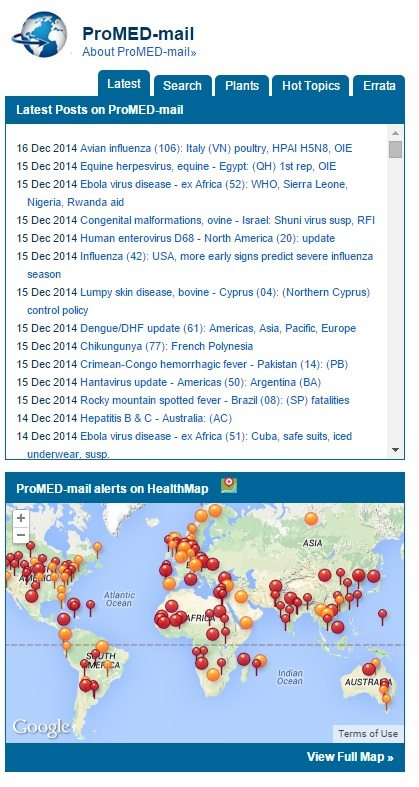 ProMED-mail
About ProMED-mail»
Latest
Search
Plants
Hot Topics
Errata
Latest Posts on ProMED-mail
16 Dec 2014 Avian influenza (106): Italy (VN) poultry, HPAI H5N8, OIE
15 Dec 2014 Equine herpesvirus, equine - Egypt: (QH) 1st rep, OIE
15 Dec 2014 Ebola virus disease - ex Africa (52): WHO, Sierra Leone,
Nigeria, Rwanda aid
15 Dec 2014 Congenital malformations, ovine - Israel: Shuni virus susp, RFI
15 Dec 2014 Human enterovirus D68 - North America (20): update
15 Dec 2014 Influenza (42): USA, more early signs predict severe influenza
season
15 Dec 2014 Lumpy skin disease, bovine - Cyprus (04): (Northern Cyprus)
control policy
15 Dec 2014 Dengue/DHF update (61): Americas, Asia, Pacific, Europe
15 Dec 2014 Chikungunya (77): French Polynesia
15 Dec 2014 Crimean-Congo hemorrhagic fever - Pakistan (14): (PB)
15 Dec 2014 Hantavirus update - Americas (50): Argentina (BA)
15 Dec 2014 Rocky mountain spotted fever - Brazil (08): (SP) fatalities
14 Dec 2014 Hepatitis B & C - Australia: (AC)
14 Dec 2014 Ebola virus disease - ex Africa (51): Cuba, safe suits, iced
underwear, susp.
ProMED-mail alerts on HealthMap
+
−
ASIA
Atlantic
Ocean
AFRICA
SOUTH
AMERICA
Indian
Ocean
Google
Terms of Use
View Full Map »